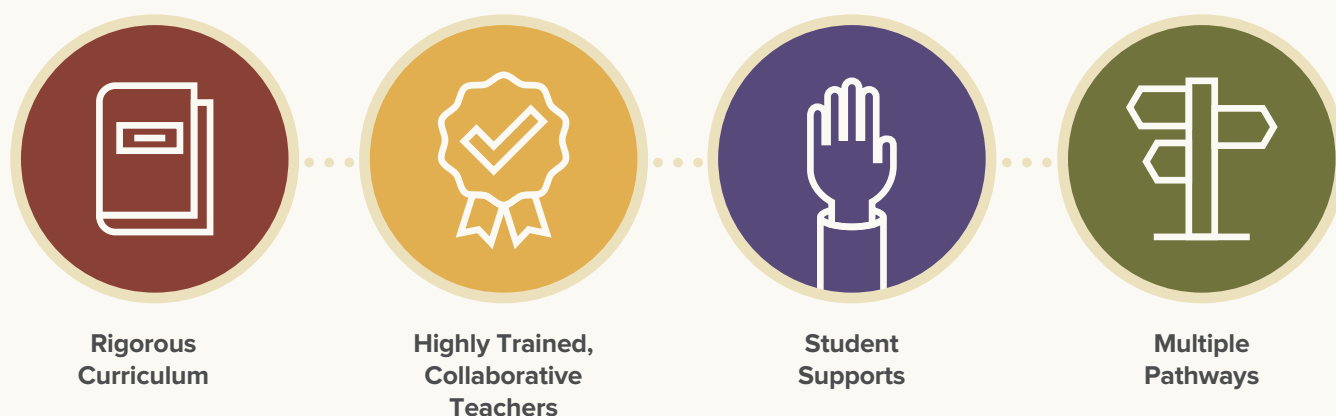 Rigorous
Curriculum
Highly Trained,
Collaborative
Teachers
Student
Supports
Multiple
Pathways